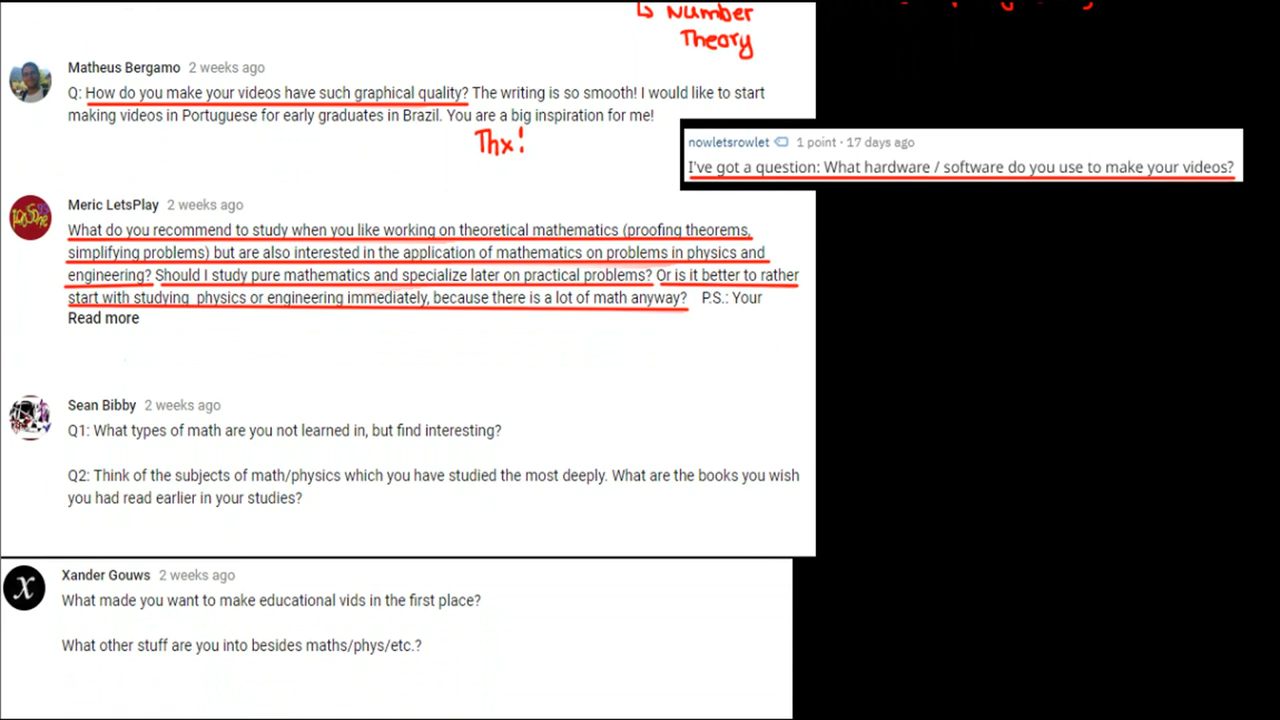 ↳ Number
Theory
Matheus Bergamo 2 weeks ago
Q: How do you make your videos have such graphical quality? The writing is so smooth! I would like to start
making videos in Portuguese for early graduates in Brazil. You are a big inspiration for me!
Thx!
nowletsrowlet 1 point · 17 days ago
I've got a question: What hardware / software do you use to make your videos?
Meric LetsPlay 2 weeks ago
What do you recommend to study when you like working on theoretical mathematics (proofing theorems,
simplifying problems) but are also interested in the application of mathematics on problems in physics and
engineering? Should I study pure mathematics and specialize later on practical problems? Or is it better to rather
start with studying physics or engineering immediately, because there is a lot of math anyway? P.S.: Your
Read more
Sean Bibby 2 weeks ago
Q1: What types of math are you not learned in, but find interesting?
Q2: Think of the subjects of math/physics which you have studied the most deeply. What are the books you wish
you had read earlier in your studies?
Xander Gouws 2 weeks ago
What made you want to make educational vids in the first place?
What other stuff are you into besides maths/phys/etc.?